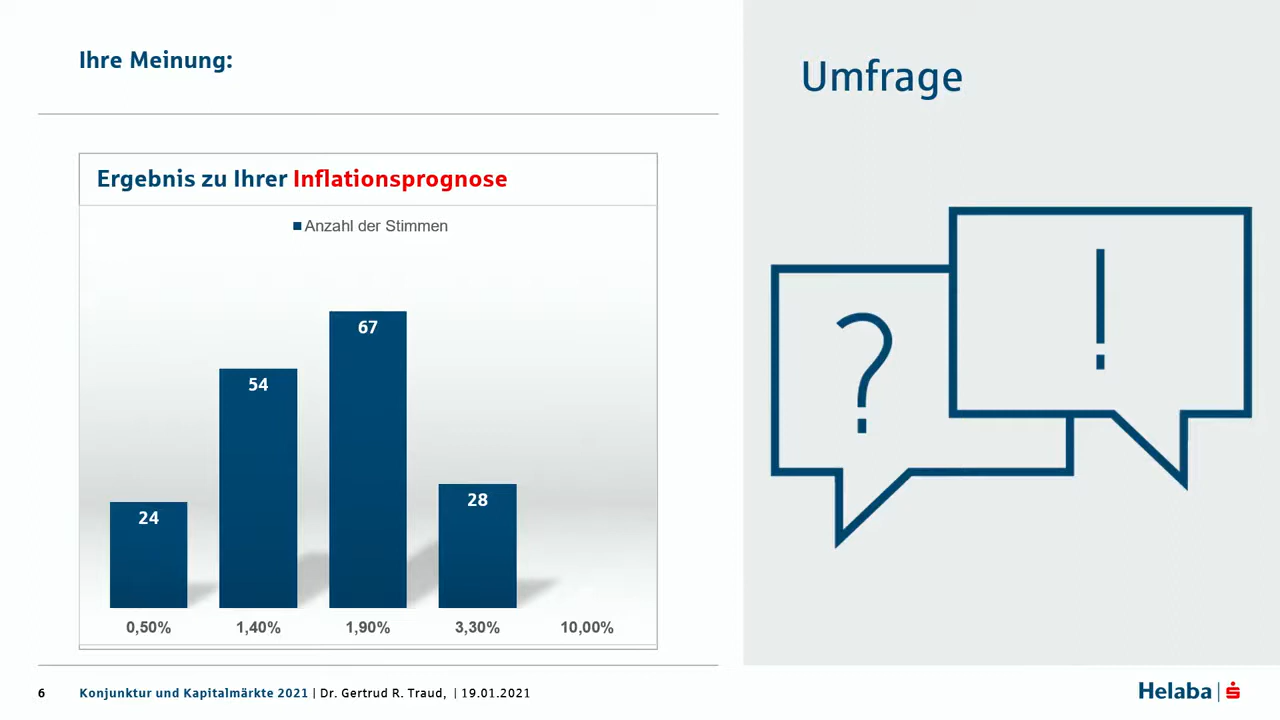 Ihre Meinung:
Umfrage
Ergebnis zu Ihrer Inflationsprognose
Anzahl der Stimmen
24
54
67
28
0,50%
1,40%
1,90%
3,30%
10,00%
?
!
6 Konjunktur und Kapitalmärkte 2021 | Dr. Gertrud R. Traud, | 19.01.2021
Helaba